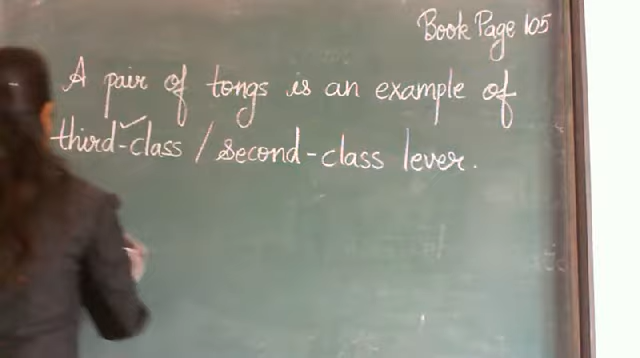 Book Page 105
A pair of tongs is an example of
third-class / second-class lever.